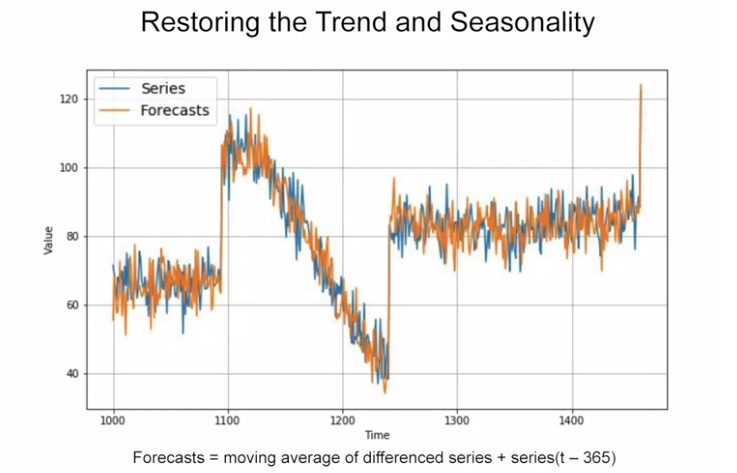 Restoring the Trend and Seasonality
Series
Forecasts
120
100
80
60
40
Value
1000
1100
1200
1300
1400
Time
Forecasts = moving average of differenced series + series(t – 365)